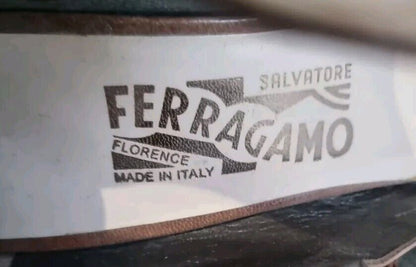 SALVATORE
FERRAGAMO
FLORENCE
MADE IN ITALY